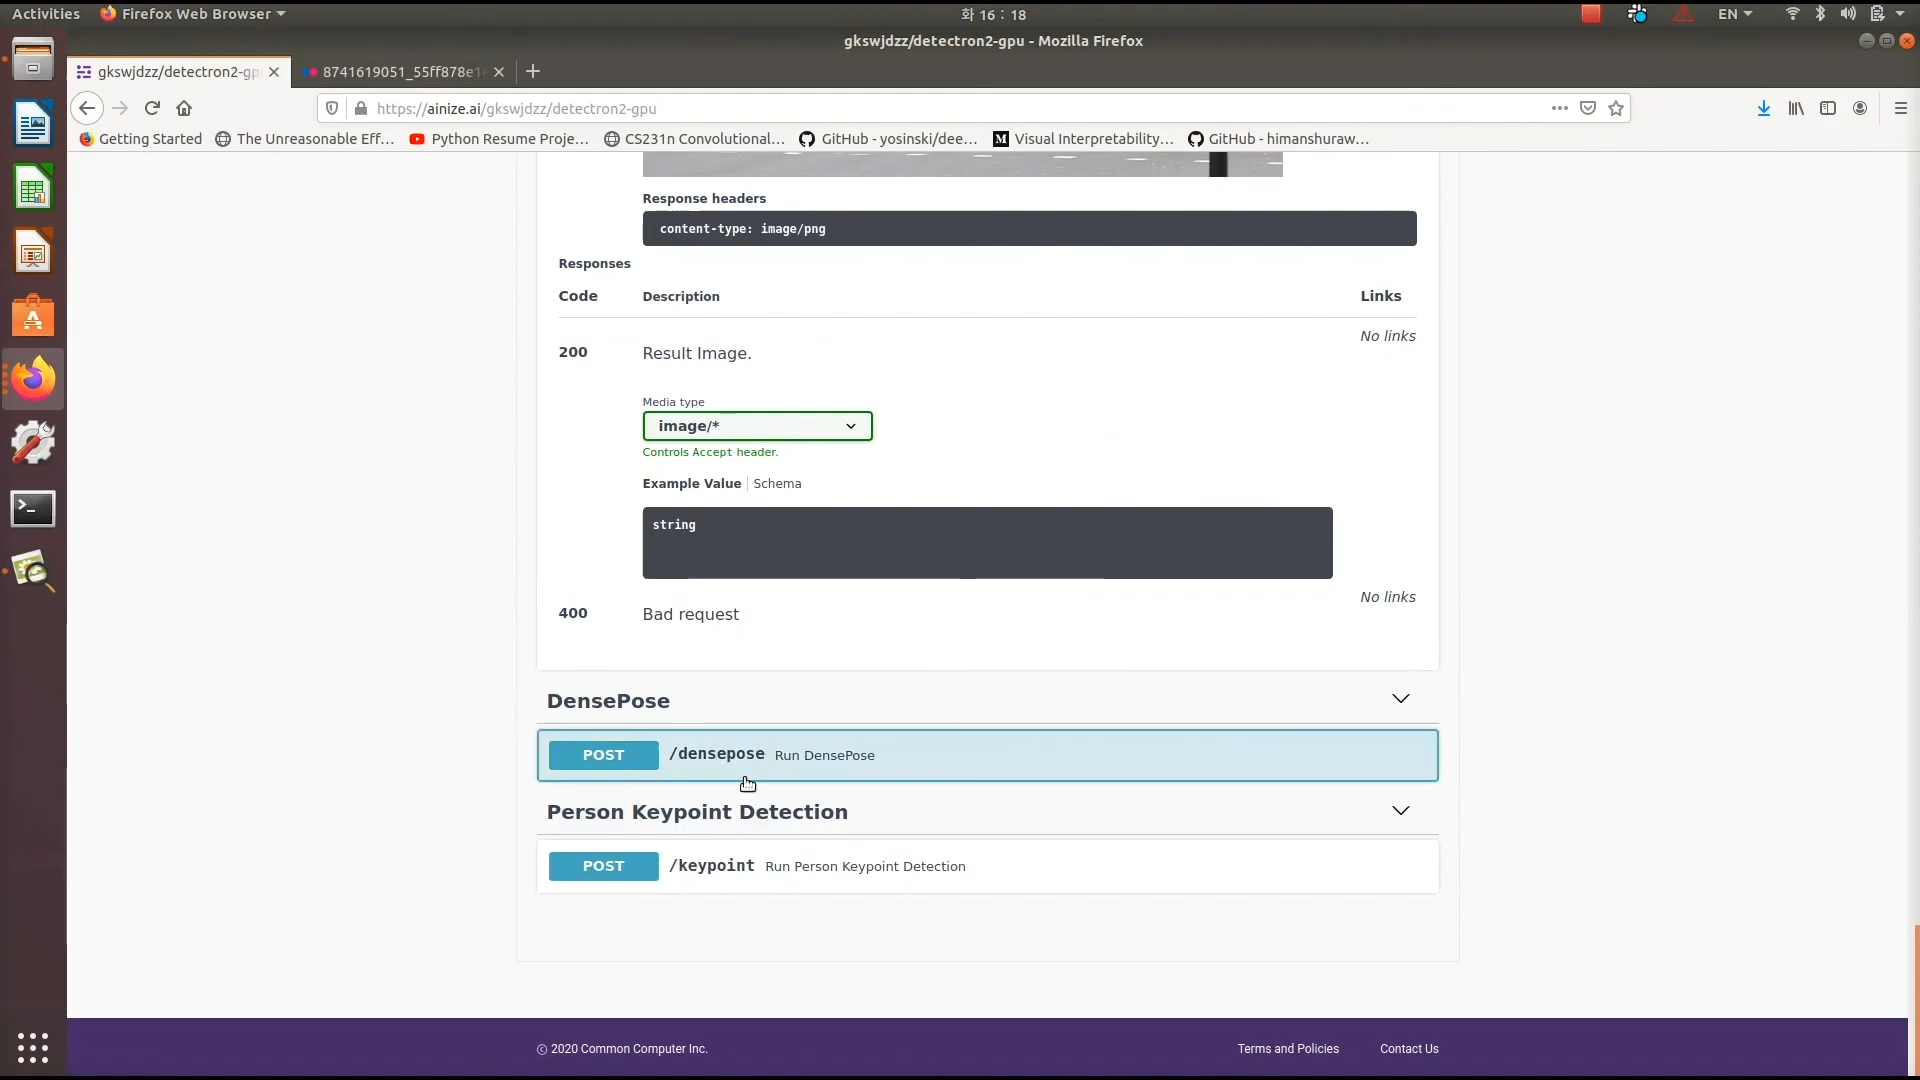 Activities
Firefox Web Browser
화 16 : 18
EN
gkswjdzz/detectron2-gpu - Mozilla Firefox
gkswjdzz/detectron2-gp
8741619051_55ff878e1
https://ainize.ai/gkswjdzz/detectron2-gpu
Getting Started
The Unreasonable Eff…
Python Resume Proje…
CS231n Convolutional…
GitHub - yosinski/dee…
Visual Interpretability…
GitHub - himanshuraw…
Response headers
content-type: image/png
Responses
Code Description Links
200 Result Image. No links
Media type
image/*
Controls Accept header.
Example Value Schema
string
400 Bad request No links
DensePose
POST /densepose Run DensePose
Person Keypoint Detection
POST /keypoint Run Person Keypoint Detection
© 2020 Common Computer Inc. Terms and Policies Contact Us